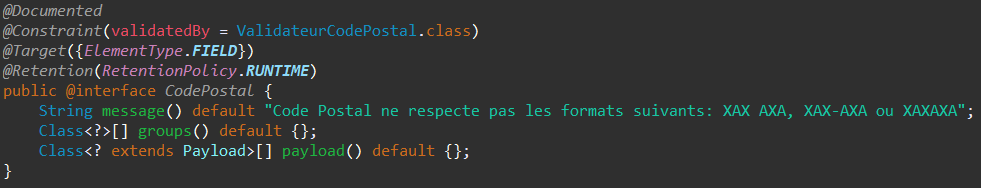 @Documented
@Constraint(validatedBy = ValidateurCodePostal.class)
@Target({ElementType.FIELD})
@Retention(RetentionPolicy.RUNTIME)
public @interface CodePostal {
    String message() default "Code Postal ne respecte pas les formats suivants: XAX AXA, XAX-AXA ou XAXAXA";
    Class<?>[] groups() default {};
    Class<? extends Payload>[] payload() default {};
}